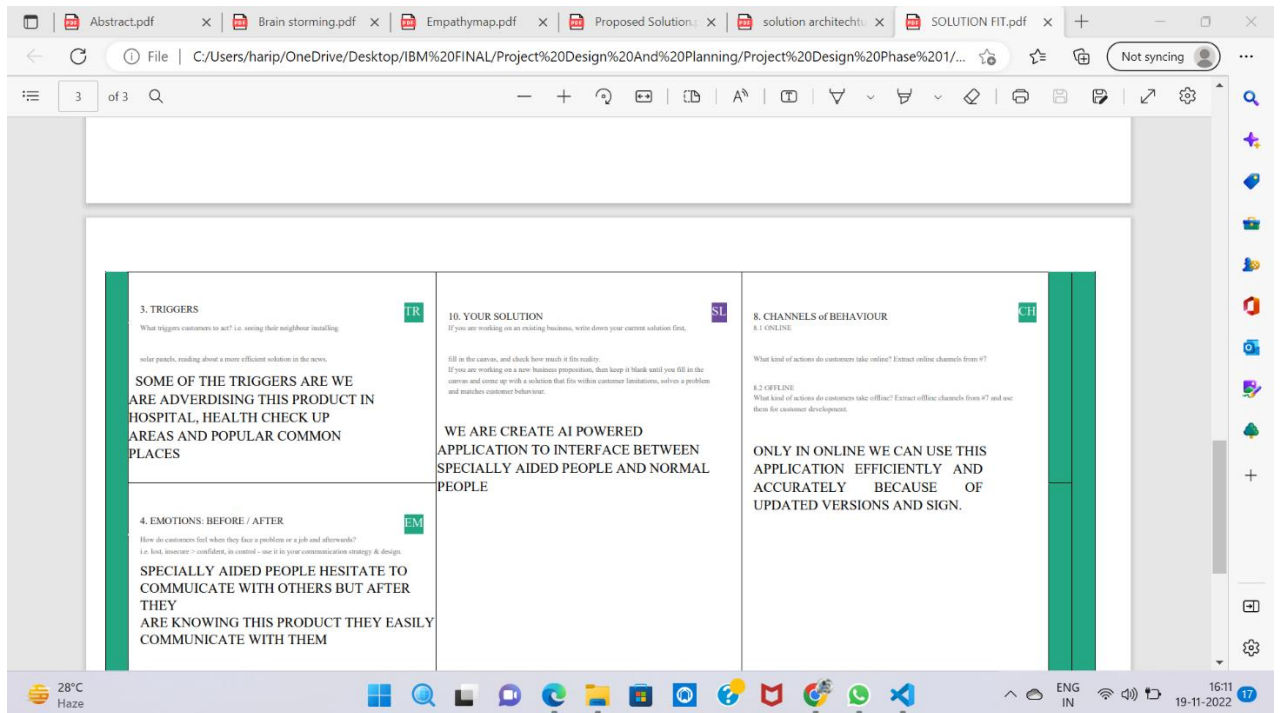 Abstract.pdf
Brain storming.pdf
Empathymap.pdf
Proposed Solution.p
solution architechtu
SOLUTION FIT.pdf
File | C:/Users/harip/OneDrive/Desktop/IBM%20FINAL/Project%20Design%20And%20Planning/Project%20Design%20Phase%201/...
Not syncing
3 of 3
3. TRIGGERS
TR
What triggers customers to act? i.e. seeing their neighbour installing
solar panels, reading about a more efficient solution in the news.
SOME OF THE TRIGGERS ARE WE
ARE ADVERDISING THIS PRODUCT IN
HOSPITAL, HEALTH CHECK UP
AREAS AND POPULAR COMMON
PLACES
4. EMOTIONS: BEFORE / AFTER
EM
How do customers feel when they face a problem or a job and afterwards?
i.e. lost, insecure > confident, in control - use it in your communication strategy & design.
SPECIALLY AIDED PEOPLE HESITATE TO
COMMUICATE WITH OTHERS BUT AFTER
THEY
ARE KNOWING THIS PRODUCT THEY EASILY
COMMUNICATE WITH THEM
10. YOUR SOLUTION
SL
If you are working on an existing business, write down your current solution first,
fill in the canvas, and check how much it fits reality.
If you are working on a new business proposition, then keep it blank until you fill in the
canvas and come up with a solution that fits within customer limitations, solves a problem
and matches customer behaviour.
WE ARE CREATE AI POWERED
APPLICATION TO INTERFACE BETWEEN
SPECIALLY AIDED PEOPLE AND NORMAL
PEOPLE
8. CHANNELS of BEHAVIOUR
CH
8.1 ONLINE
What kind of actions do customers take online? Extract online channels from #7
8.2 OFFLINE
What kind of actions do customers take offline? Extract offline channels from #7 and use
them for customer development.
ONLY IN ONLINE WE CAN USE THIS
APPLICATION EFFICIENTLY AND
ACCURATELY BECAUSE OF
UPDATED VERSIONS AND SIGN.
28°C
Haze
ENG
IN
16:11
19-11-2022
17